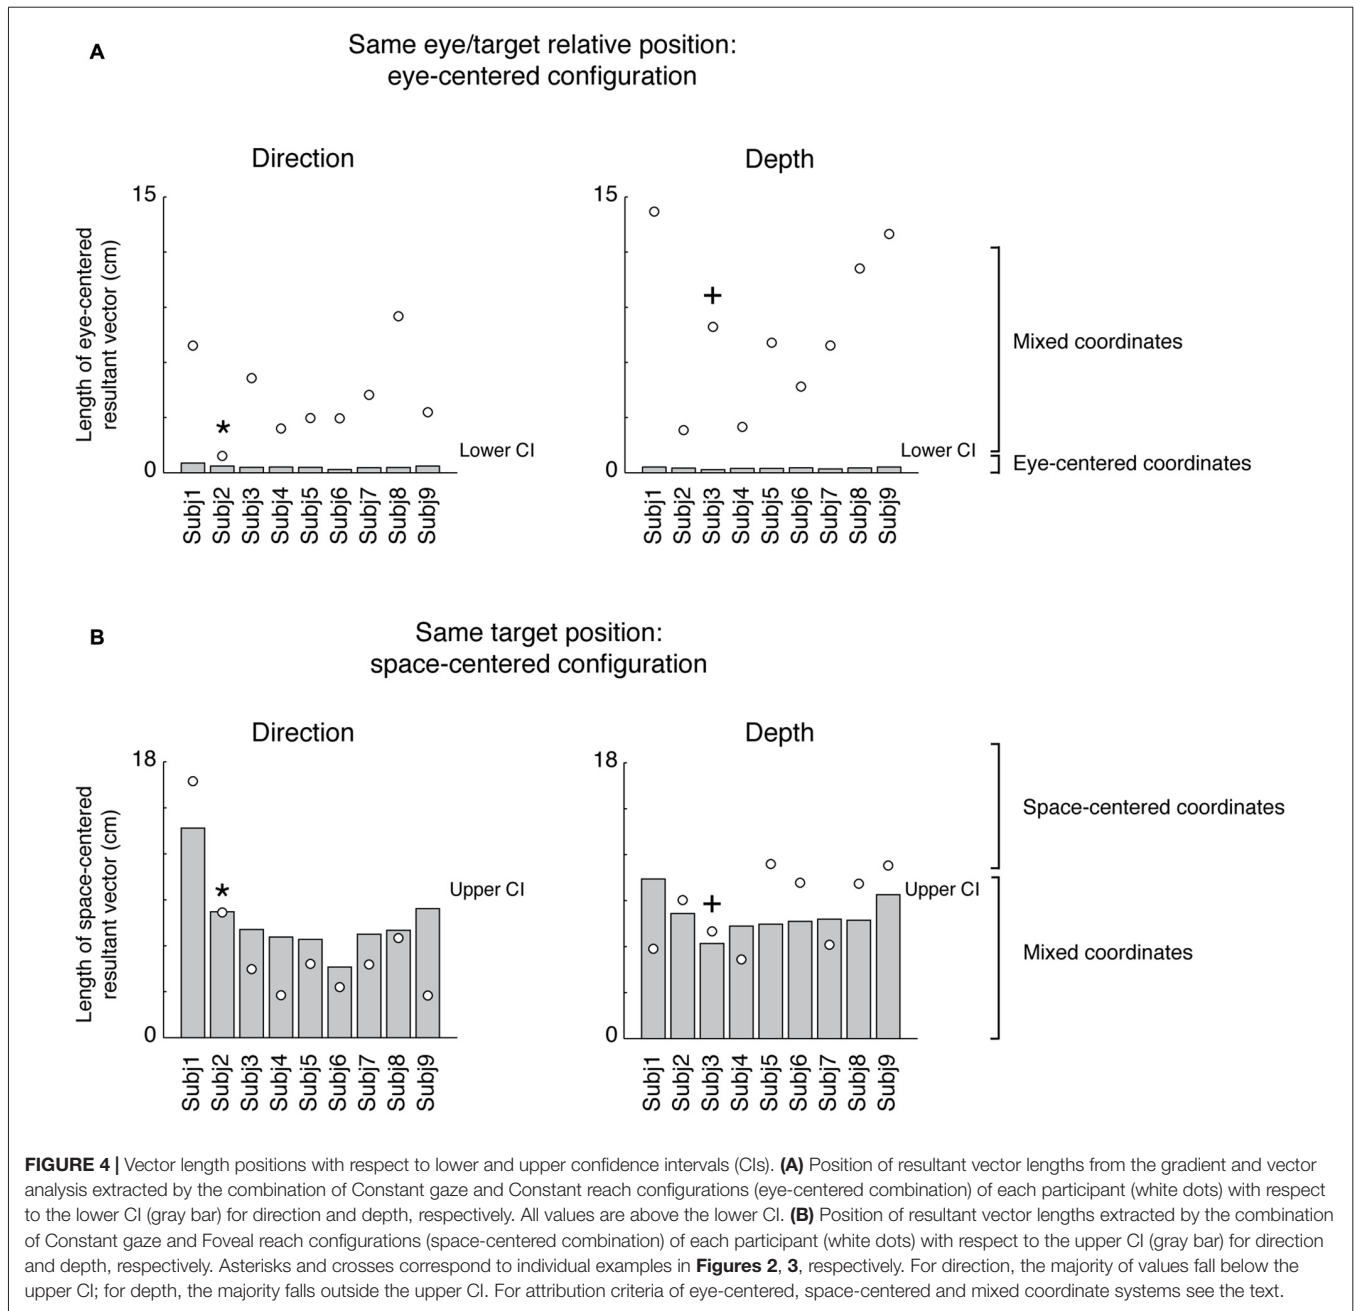 A
Same eye/target relative position:
eye-centered configuration
Direction
Depth
Length of eye-centered
resultant vector (cm)
15
0
*
Lower CI
Subj1
Subj2
Subj3
Subj4
Subj5
Subj6
Subj7
Subj8
Subj9
15
0
+
Lower CI
Subj1
Subj2
Subj3
Subj4
Subj5
Subj6
Subj7
Subj8
Subj9
Mixed coordinates
Eye-centered coordinates
B
Same target position:
space-centered configuration
Direction
Depth
Length of space-centered
resultant vector (cm)
18
0
*
Upper CI
Subj1
Subj2
Subj3
Subj4
Subj5
Subj6
Subj7
Subj8
Subj9
18
0
+
Upper CI
Subj1
Subj2
Subj3
Subj4
Subj5
Subj6
Subj7
Subj8
Subj9
Space-centered coordinates
Mixed coordinates
FIGURE 4 | Vector length positions with respect to lower and upper confidence intervals (CIs). (A) Position of resultant vector lengths from the gradient and vector
analysis extracted by the combination of Constant gaze and Constant reach configurations (eye-centered combination) of each participant (white dots) with respect
to the lower CI (gray bar) for direction and depth, respectively. All values are above the lower CI. (B) Position of resultant vector lengths extracted by the combination
of Constant gaze and Foveal reach configurations (space-centered combination) of each participant (white dots) with respect to the upper CI (gray bar) for direction
and depth, respectively. Asterisks and crosses correspond to individual examples in Figures 2, 3, respectively. For direction, the majority of values fall below the
upper CI; for depth, the majority falls outside the upper CI. For attribution criteria of eye-centered, space-centered and mixed coordinate systems see the text.